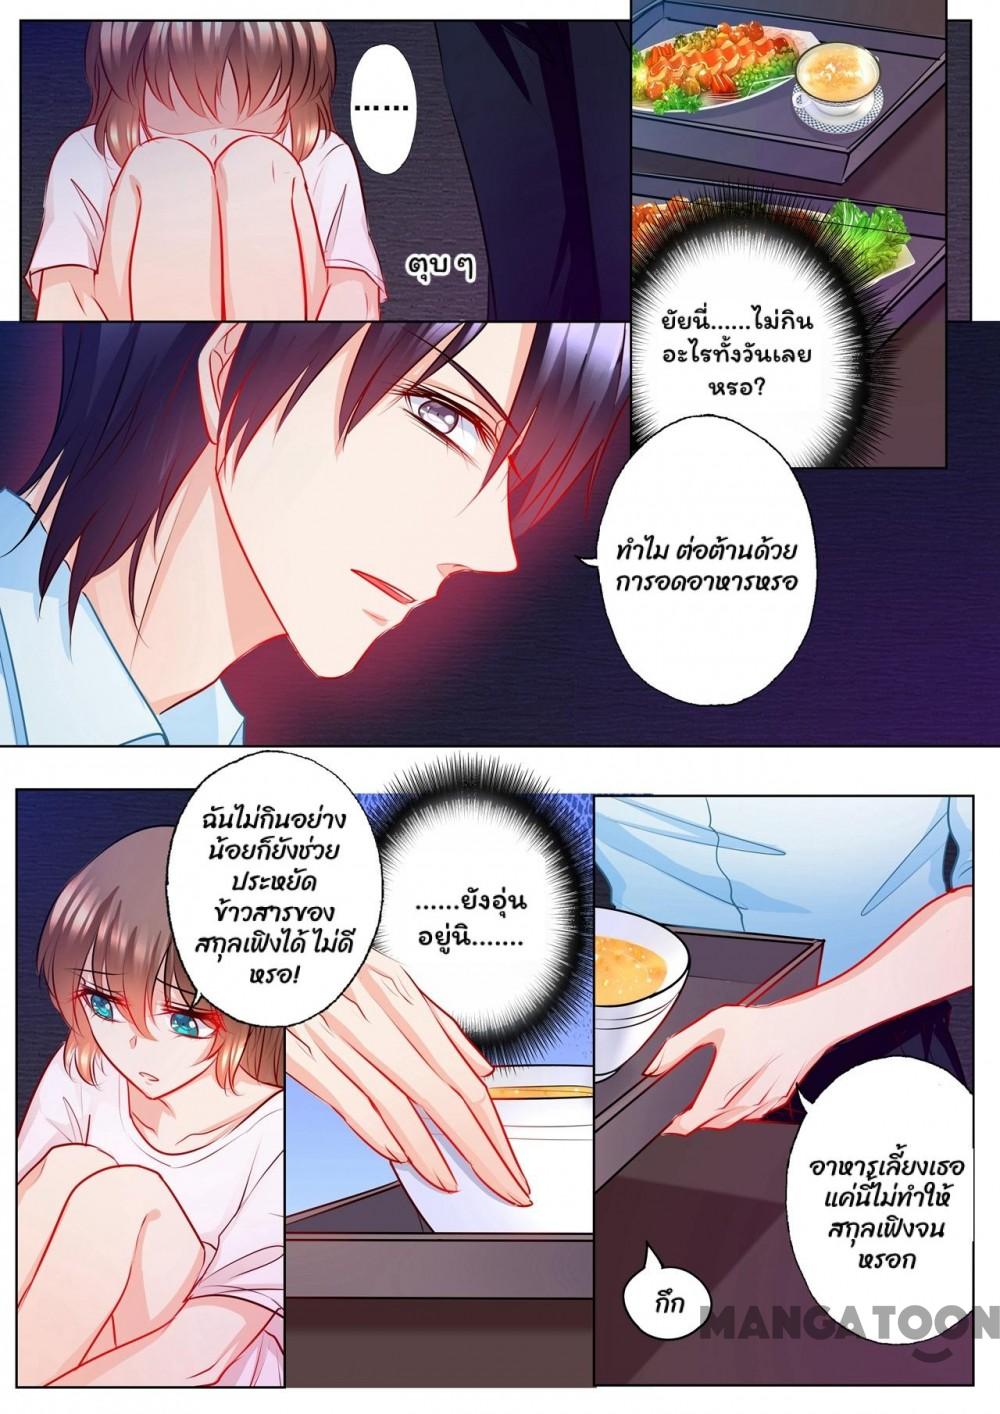 ......
ตุบ ๆ
ยัยนี่......ไม่กิน
อะไรทั้งวันเลย
หรอ?
ทำไม ต่อต้านด้วย
การอดอาหารหรอ
ฉันไม่กินอย่าง
น้อยก็ยังช่วย
ประหยัด
ข้าวสารของ
สกุลเฟิงได้ ไม่ดี
หรอ!
......ยังอุ่น
อยู่นิ.......
อาหารเลี้ยงเธอ
แค่นี้ไม่ทำให้
สกุลเฟิงจน
หรอก
กึก
MANGATOON